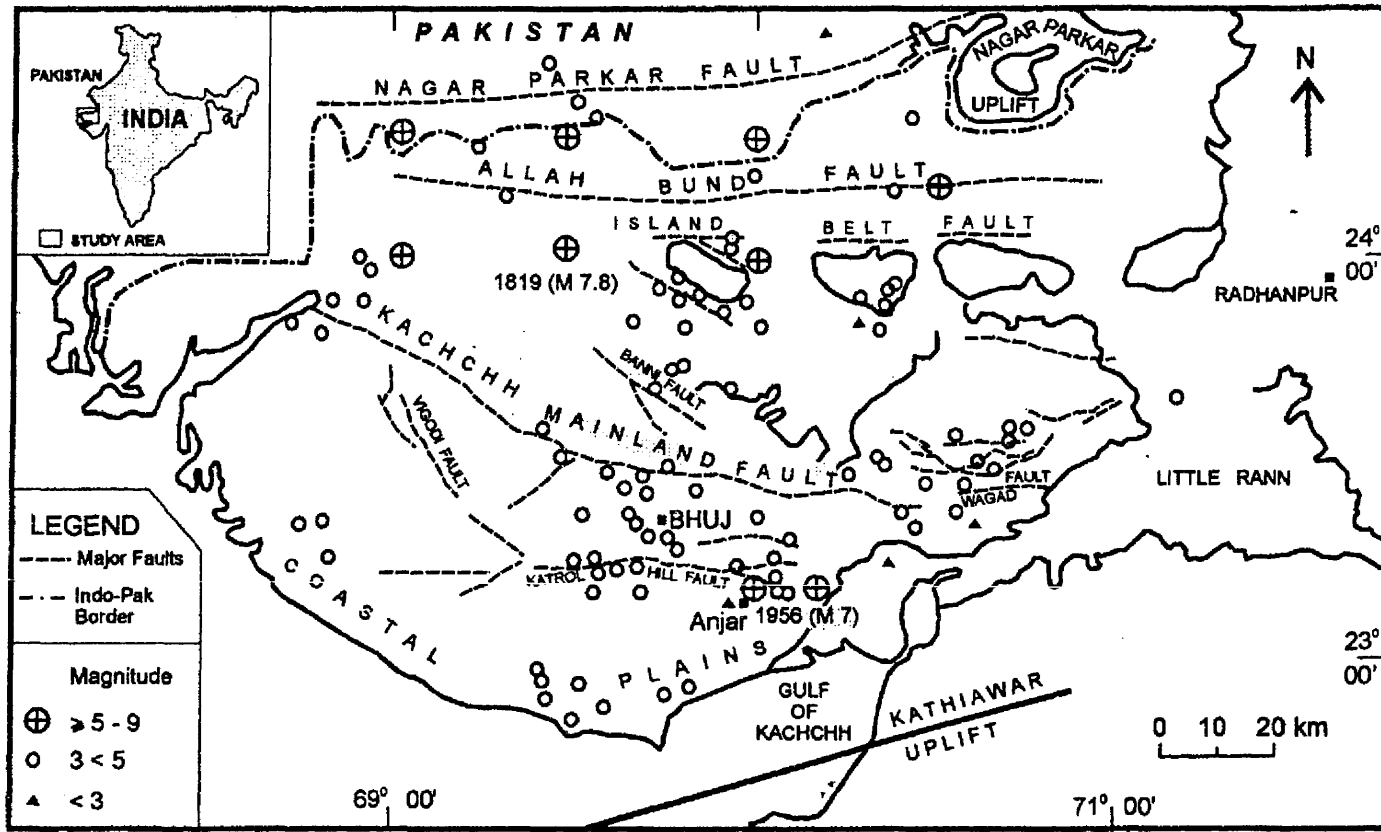 PAKISTAN
PAKISTAN
INDIA
STUDY AREA
NAGAR PARKAR FAULT
NAGAR PARKAR
UPLIFT
N
ALLAH BUND FAULT
ISLAND BELT FAULT
1819 (M 7.8)
24°
00'
RADHANPUR
KACHCHH MAINLAND FAULT
BANNI FAULT
VIGODI FAULT
FAULT
WAGAD
LITTLE RANN
BHUJ
KATROL HILL FAULT
Anjar
1956 (M 7)
COASTAL PLAINS
23°
00'
GULF
OF
KACHCHH
KATHIAWAR
UPLIFT
0 10 20 km
69° 00'
71° 00'
LEGEND
Major Faults
Indo-Pak
Border
Magnitude
⩾ 5 - 9
3 < 5
< 3